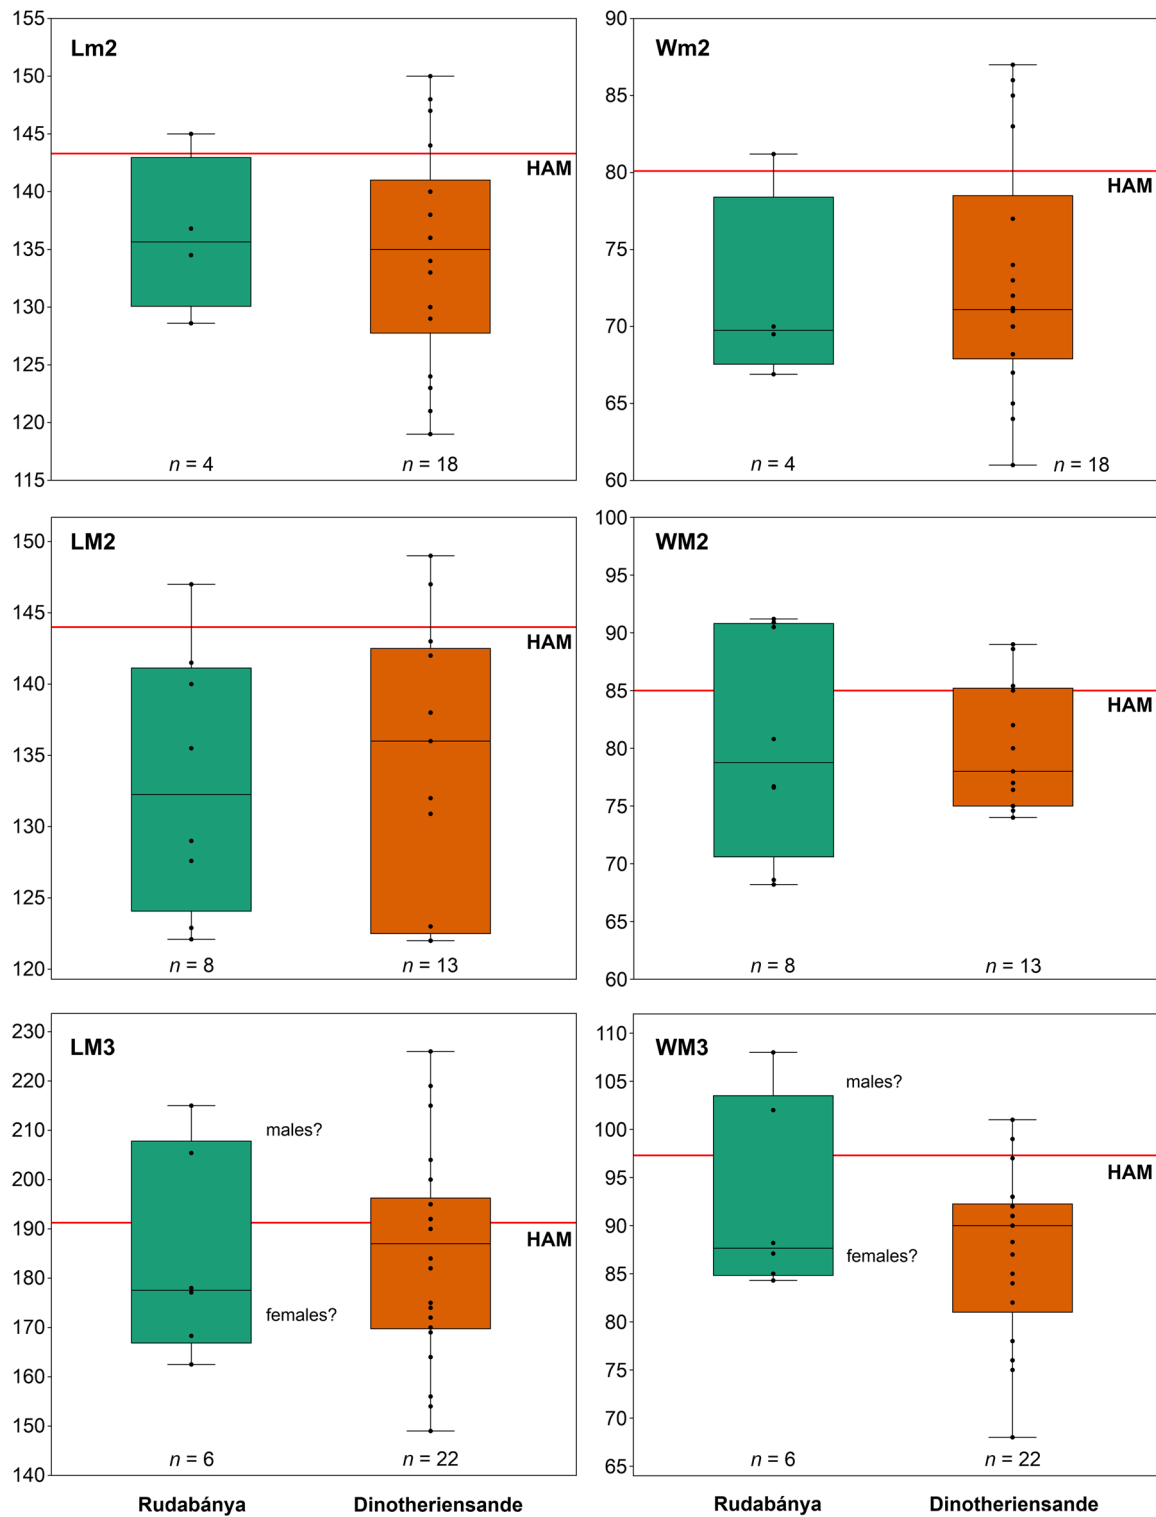 Lm2
155
150
145
140
135
130
125
120
115
HAM
n = 4
n = 18
Wm2
90
85
80
75
70
65
60
HAM
n = 4
n = 18
LM2
150
145
140
135
130
125
120
HAM
n = 8
n = 13
WM2
100
95
90
85
80
75
70
65
60
HAM
n = 8
n = 13
LM3
230
220
210
200
190
180
170
160
150
140
males?
HAM
females?
n = 6
n = 22
Rudabánya
Dinotheriensande
WM3
110
105
100
95
90
85
80
75
70
65
males?
HAM
females?
n = 6
n = 22
Rudabánya
Dinotheriensande